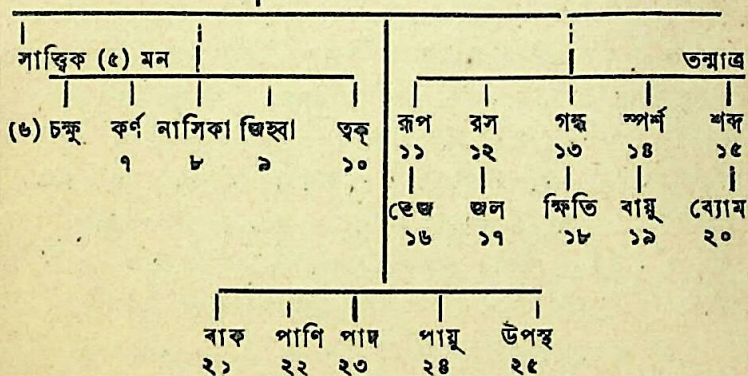 সাত্ত্বিক (৫) মন
তন্মাত্র
(৬) চক্ষু কর্ণ নাসিকা জিহ্বা ত্বক্ রূপ রস গন্ধ স্পর্শ শব্দ
৭ ৮ ৯ ১০ ১১ ১২ ১৩ ১৪ ১৫
তেজ জল ক্ষিতি বায়ু ব্যোম
১৬ ১৭ ১৮ ১৯ ২০
বাক পাণি পাদ পায়ু উপস্থ
২১ ২২ ২৩ ২৪ ২৫